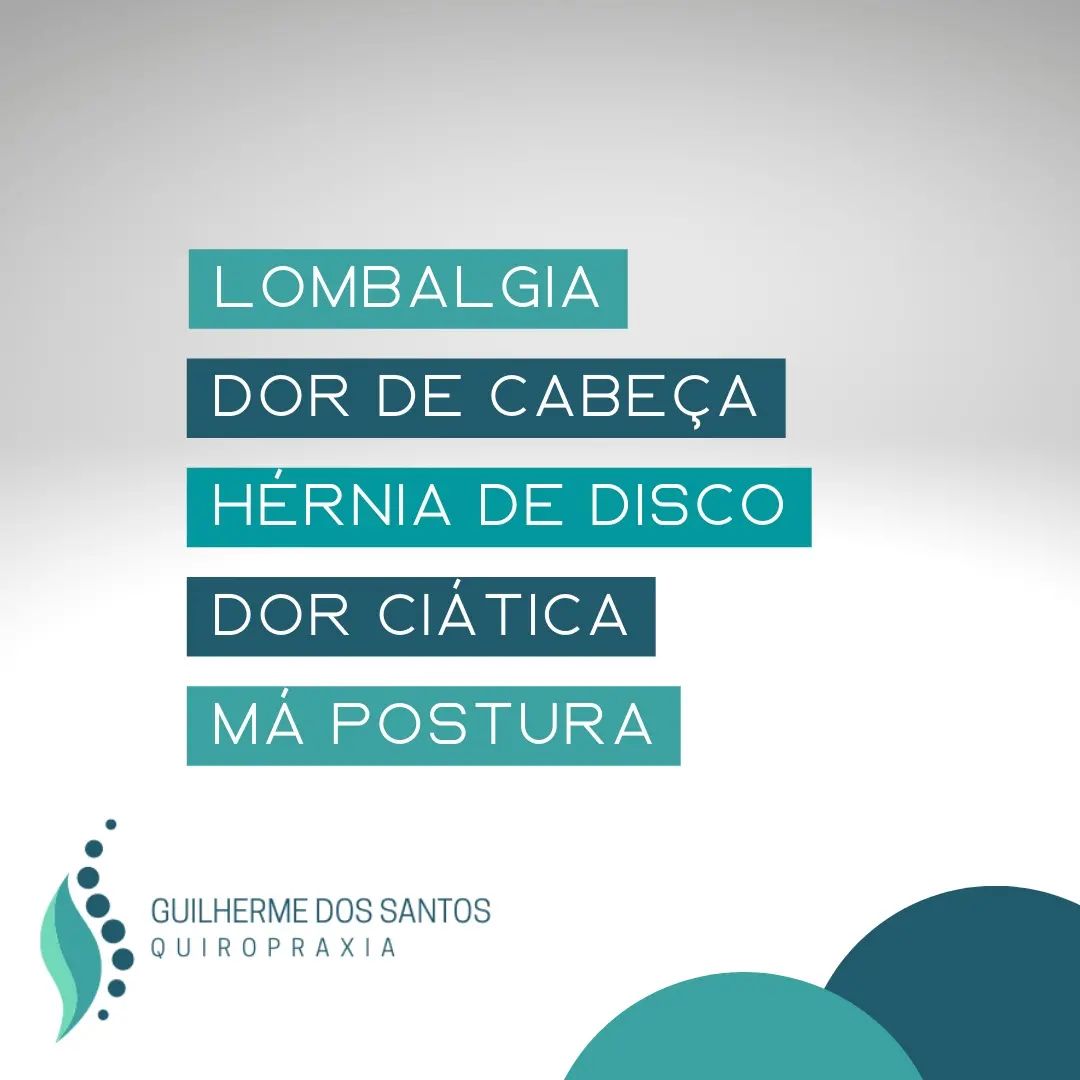 LOMBALGIA
DOR DE CABEÇA
HÉRNIA DE DISCO
DOR CIÁTICA
MÁ POSTURA
GUILHERME DOS SANTOS
QUIROPRAXIA